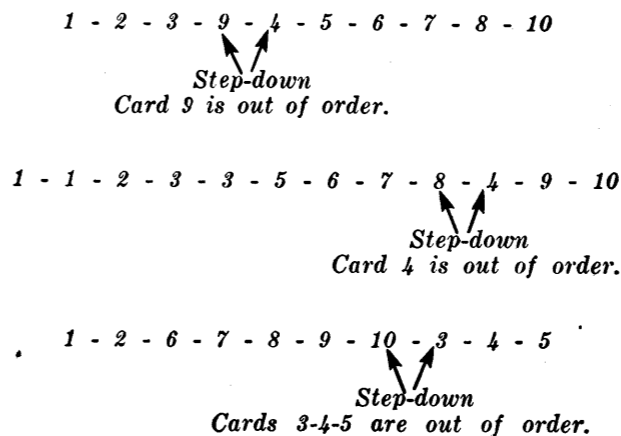 1 - 2 - 3 - 9 - 4 - 5 - 6 - 7 - 8 - 10
Step-down
Card 9 is out of order.
1 - 1 - 2 - 3 - 3 - 5 - 6 - 7 - 8 - 4 - 9 - 10
Step-down
Card 4 is out of order.
1 - 2 - 6 - 7 - 8 - 9 - 10 - 3 - 4 - 5
Step-down
Cards 3-4-5 are out of order.